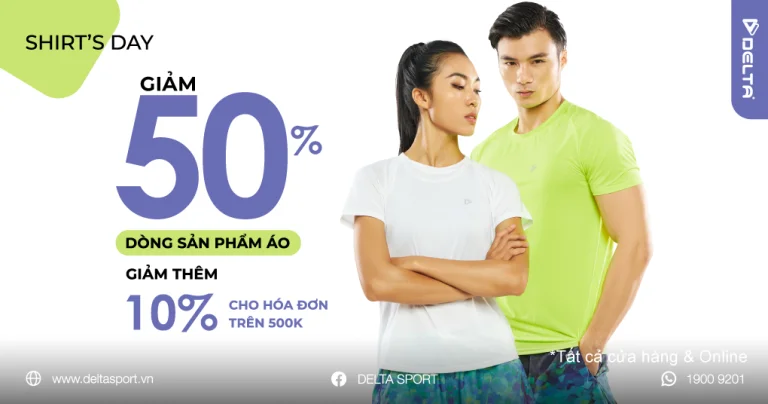 SHIRT'S DAY
GIẢM
50%
DÒNG SẢN PHẨM ÁO
GIẢM THÊM
10% CHO HÓA ĐƠN
TRÊN 500K
DELTA
*Tất cả cửa hàng & Online
www.deltasport.vn
DELTA SPORT
1900 9201